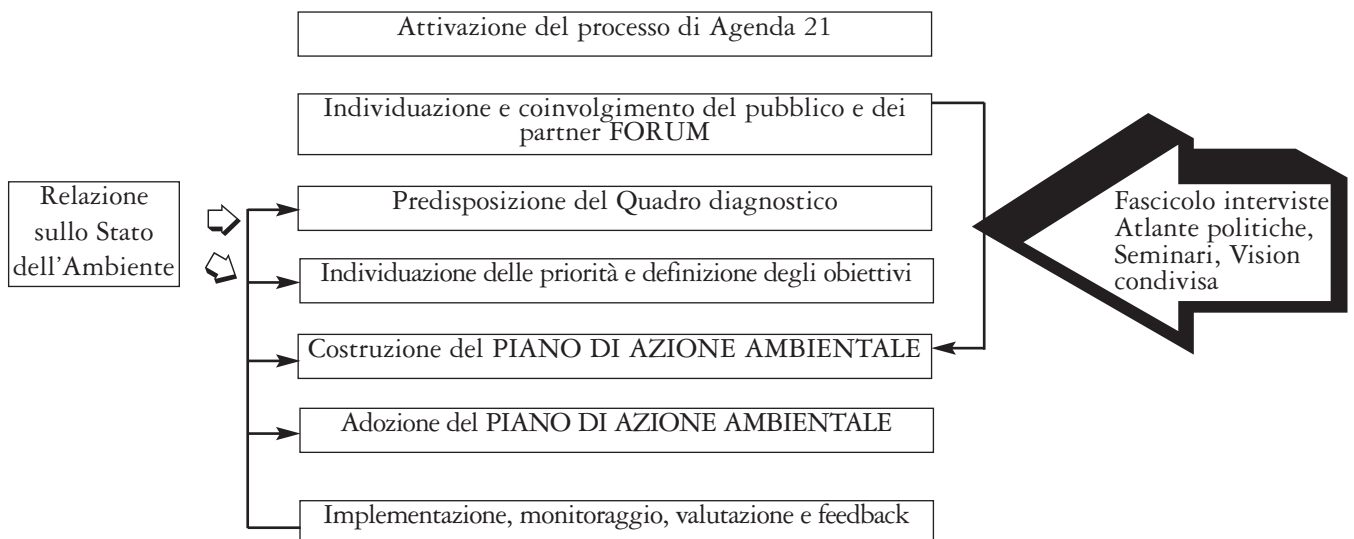 Attivazione del processo di Agenda 21
Individuazione e coinvolgimento del pubblico e dei
partner FORUM
Relazione
sullo Stato
dell'Ambiente
Predisposizione del Quadro diagnostico
Individuazione delle priorità e definizione degli obiettivi
Costruzione del PIANO DI AZIONE AMBIENTALE
Adozione del PIANO DI AZIONE AMBIENTALE
Implementazione, monitoraggio, valutazione e feedback
Fascicolo interviste
Atlante politiche,
Seminari, Vision
condivisa